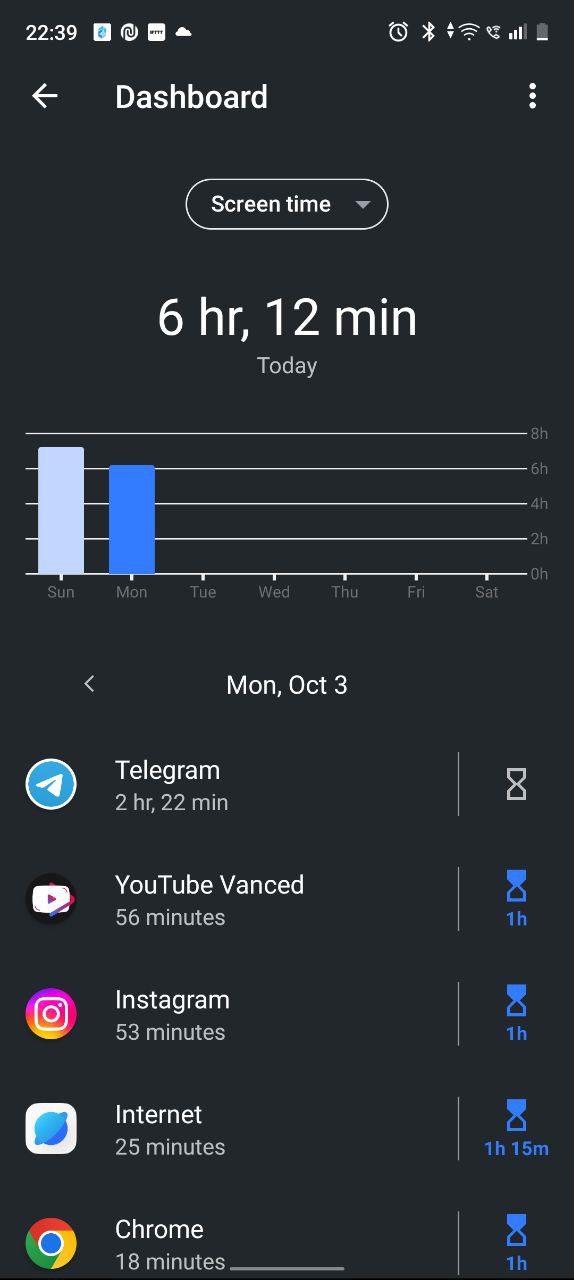 22:39
IFTTT
Dashboard
Screen time
6 hr, 12 min
Today
8h
6h
4h
2h
0h
Sun Mon Tue Wed Thu Fri Sat
Mon, Oct 3
Telegram
2 hr, 22 min
YouTube Vanced
56 minutes
1h
Instagram
53 minutes
1h
Internet
25 minutes
1h 15m
Chrome
18 minutes
1h